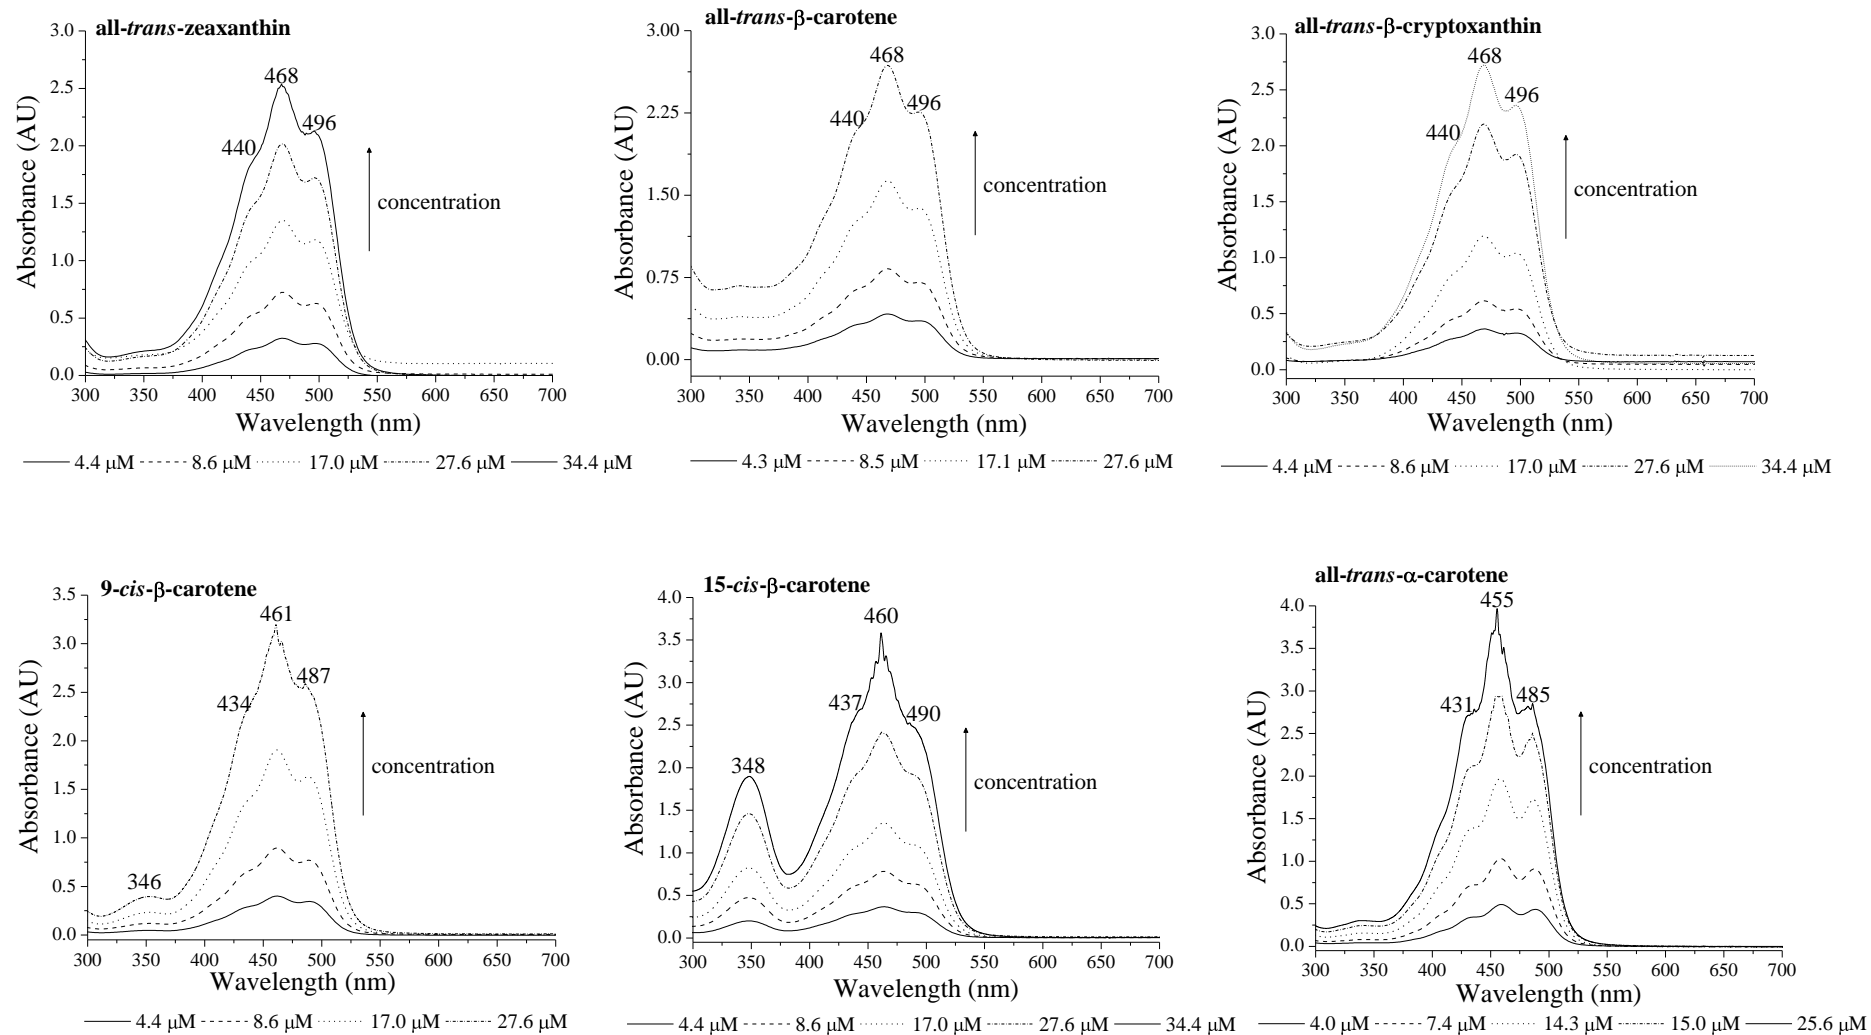 all-trans-zeaxanthin
3.0
2.5
2.0
1.5
1.0
0.5
0.0
Absorbance (AU)
468
440
496
concentration
300 350 400 450 500 550 600 650 700
Wavelength (nm)
4.4 μM 8.6 μM 17.0 μM 27.6 μM 34.4 μM
all-trans-β-carotene
3.00
2.25
1.50
0.75
0.00
Absorbance (AU)
468
440
496
concentration
300 350 400 450 500 550 600 650 700
Wavelength (nm)
4.3 μM 8.5 μM 17.1 μM 27.6 μM
all-trans-β-cryptoxanthin
3.0
2.5
2.0
1.5
1.0
0.5
0.0
Absorbance (AU)
468
440
496
concentration
300 350 400 450 500 550 600 650 700
Wavelength (nm)
4.4 μM 8.6 μM 17.0 μM 27.6 μM 34.4 μM
9-cis-β-carotene
3.5
3.0
2.5
2.0
1.5
1.0
0.5
0.0
Absorbance (AU)
461
487
434
346
concentration
300 350 400 450 500 550 600 650 700
Wavelength (nm)
4.4 μM 8.6 μM 17.0 μM 27.6 μM
15-cis-β-carotene
4.0
3.5
3.0
2.5
2.0
1.5
1.0
0.5
0.0
Absorbance (AU)
460
437
490
348
concentration
300 350 400 450 500 550 600 650 700
Wavelength (nm)
4.4 μM 8.6 μM 17.0 μM 27.6 μM 34.4 μM
all-trans-α-carotene
4.0
3.5
3.0
2.5
2.0
1.5
1.0
0.5
0.0
Absorbance (AU)
455
431
485
concentration
300 350 400 450 500 550 600 650 700
Wavelength (nm)
4.0 μM 7.4 μM 14.3 μM 15.0 μM 25.6 μM